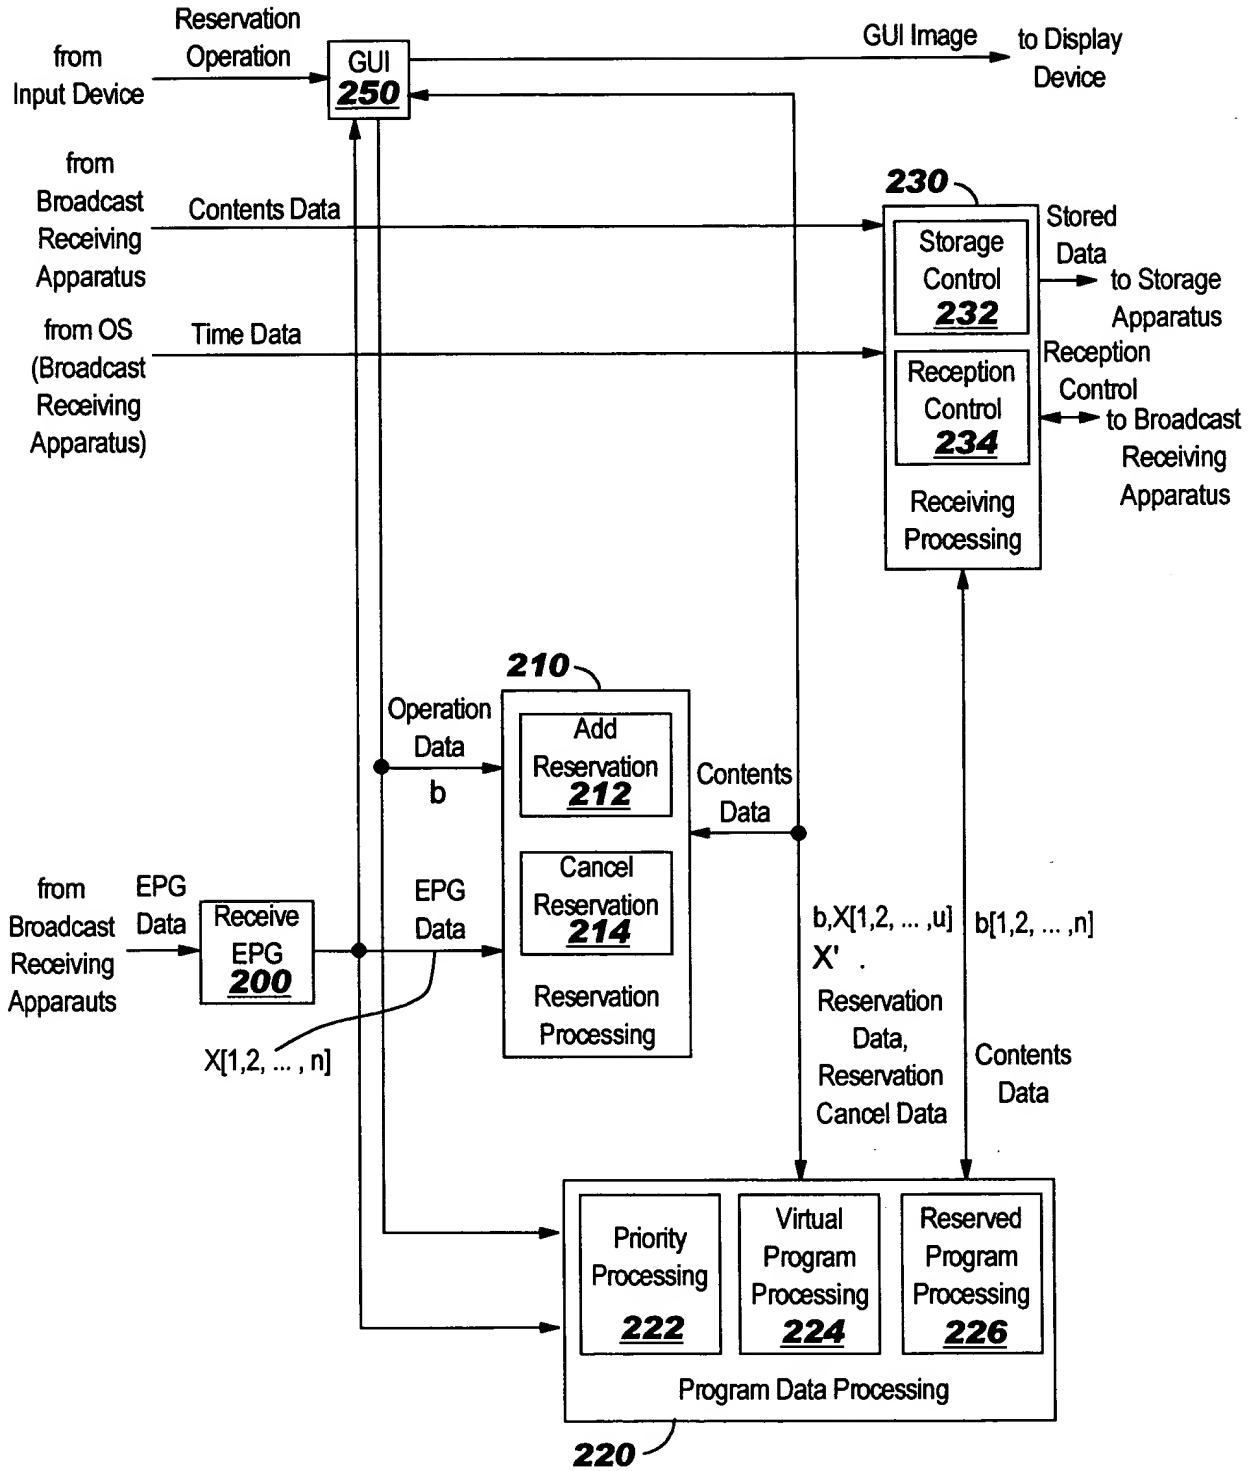 Reservation
Operation
from
Input Device
GUI
250
GUI Image
to Display
Device
from
Broadcast
Receiving
Apparatus
Contents Data
from OS
(Broadcast
Receiving
Apparatus)
Time Data
230
Storage
Control
232
Reception
Control
234
Receiving
Processing
Stored
Data
to Storage
Apparatus
Reception
Control
to Broadcast
Receiving
Apparatus
210
Operation
Data
b
Add
Reservation
212
Cancel
Reservation
214
Reservation
Processing
Contents
Data
from
Broadcast
Receiving
Apparauts
EPG
Data
Receive
EPG
200
EPG
Data
X[1,2, ... , n]
b,X[1,2, ... ,u]
X' .
Reservation
Data,
Reservation
Cancel Data
b[1,2, ... ,n]
Contents
Data
Priority
Processing
222
Virtual
Program
Processing
224
Reserved
Program
Processing
226
Program Data Processing
220